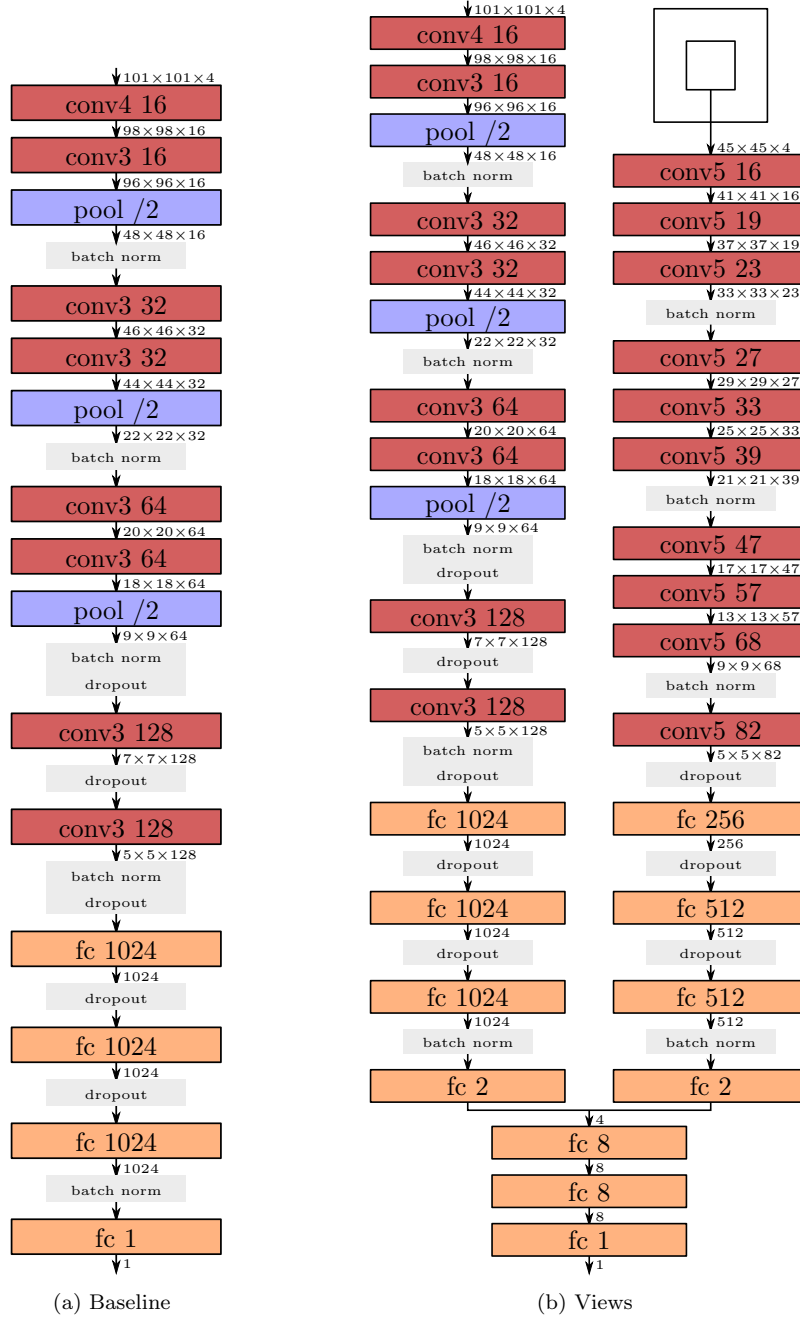 101×101×4
conv4 16
98×98×16
conv3 16
96×96×16
pool /2
48×48×16
batch norm
conv3 32
46×46×32
conv3 32
44×44×32
pool /2
22×22×32
batch norm
conv3 64
20×20×64
conv3 64
18×18×64
pool /2
9×9×64
batch norm
dropout
conv3 128
7×7×128
dropout
conv3 128
5×5×128
batch norm
dropout
fc 1024
1024
dropout
fc 1024
1024
dropout
fc 1024
1024
batch norm
fc 1
1
(a) Baseline
101×101×4
conv4 16
98×98×16
conv3 16
96×96×16
pool /2
48×48×16
batch norm
conv3 32
46×46×32
conv3 32
44×44×32
pool /2
22×22×32
batch norm
conv3 64
20×20×64
conv3 64
18×18×64
pool /2
9×9×64
batch norm
dropout
conv3 128
7×7×128
dropout
conv3 128
5×5×128
batch norm
dropout
fc 1024
1024
dropout
fc 1024
1024
dropout
fc 1024
1024
batch norm
fc 2
45×45×4
conv5 16
41×41×16
conv5 19
37×37×19
conv5 23
33×33×23
batch norm
conv5 27
29×29×27
conv5 33
25×25×33
conv5 39
21×21×39
batch norm
conv5 47
17×17×47
conv5 57
13×13×57
conv5 68
9×9×68
batch norm
conv5 82
5×5×82
dropout
fc 256
256
dropout
fc 512
512
dropout
fc 512
512
batch norm
fc 2
4
fc 8
8
fc 8
8
fc 1
1
(b) Views